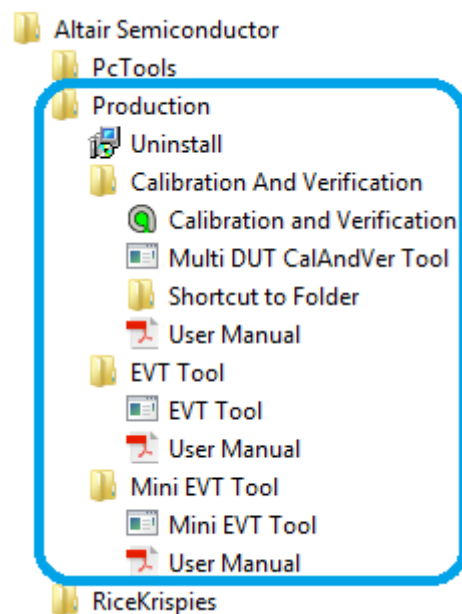 Altair Semiconductor
PcTools
Production
Uninstall
Calibration And Verification
Calibration and Verification
Multi DUT CalAndVer Tool
Shortcut to Folder
User Manual
EVT Tool
EVT Tool
User Manual
Mini EVT Tool
Mini EVT Tool
User Manual
RiceKrispies